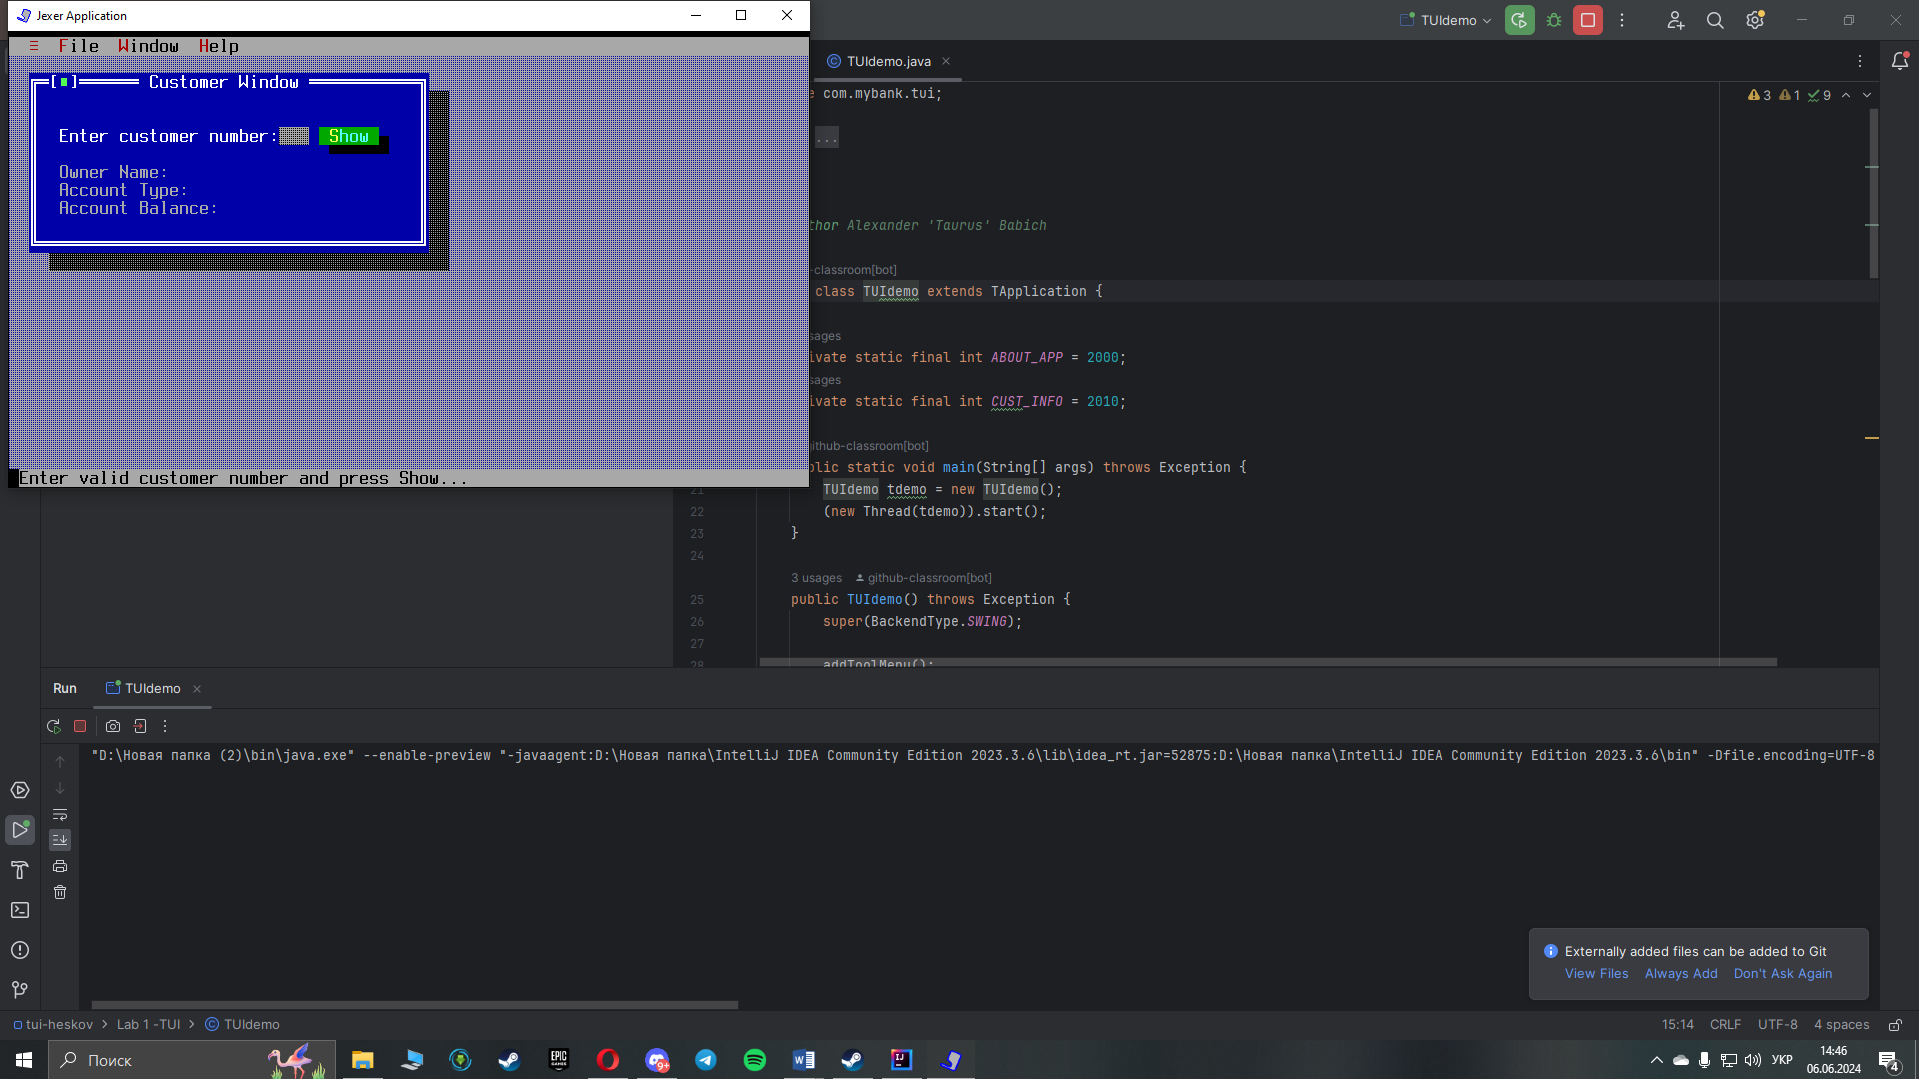 Jexer Application
File Window Help
Customer Window
Enter customer number:
Show
Owner Name:
Account Type:
Account Balance:
Enter valid customer number and press Show...
TUIdemo
TUIdemo.java
3 1 9
com.mybank.tui;
...
thor Alexander 'Taurus' Babich
-classroom[bot]
class TUIdemo extends TApplication {
sages
ivate static final int ABOUT_APP = 2000;
sages
ivate static final int CUST_INFO = 2010;
github-classroom[bot]
blic static void main(String[] args) throws Exception {
21 TUIdemo tdemo = new TUIdemo();
22 (new Thread(tdemo)).start();
23 }
24
3 usages github-classroom[bot]
25 public TUIdemo() throws Exception {
26 super(BackendType.SWING);
27
28 addToolMenu();
Run TUIdemo
"D:\Новая папка (2)\bin\java.exe" --enable-preview "-javaagent:D:\Новая папка\IntelliJ IDEA Community Edition 2023.3.6\lib\idea_rt.jar=52875:D:\Новая папка\IntelliJ IDEA Community Edition 2023.3.6\bin" -Dfile.encoding=UTF-8
Externally added files can be added to Git
View Files Always Add Don't Ask Again
tui-heskov > Lab 1 -TUI > TUIdemo
15:14 CRLF UTF-8 4 spaces
Поиск
EPIC GAMES
9+
IJ
УКР
14:46
06.06.2024
4